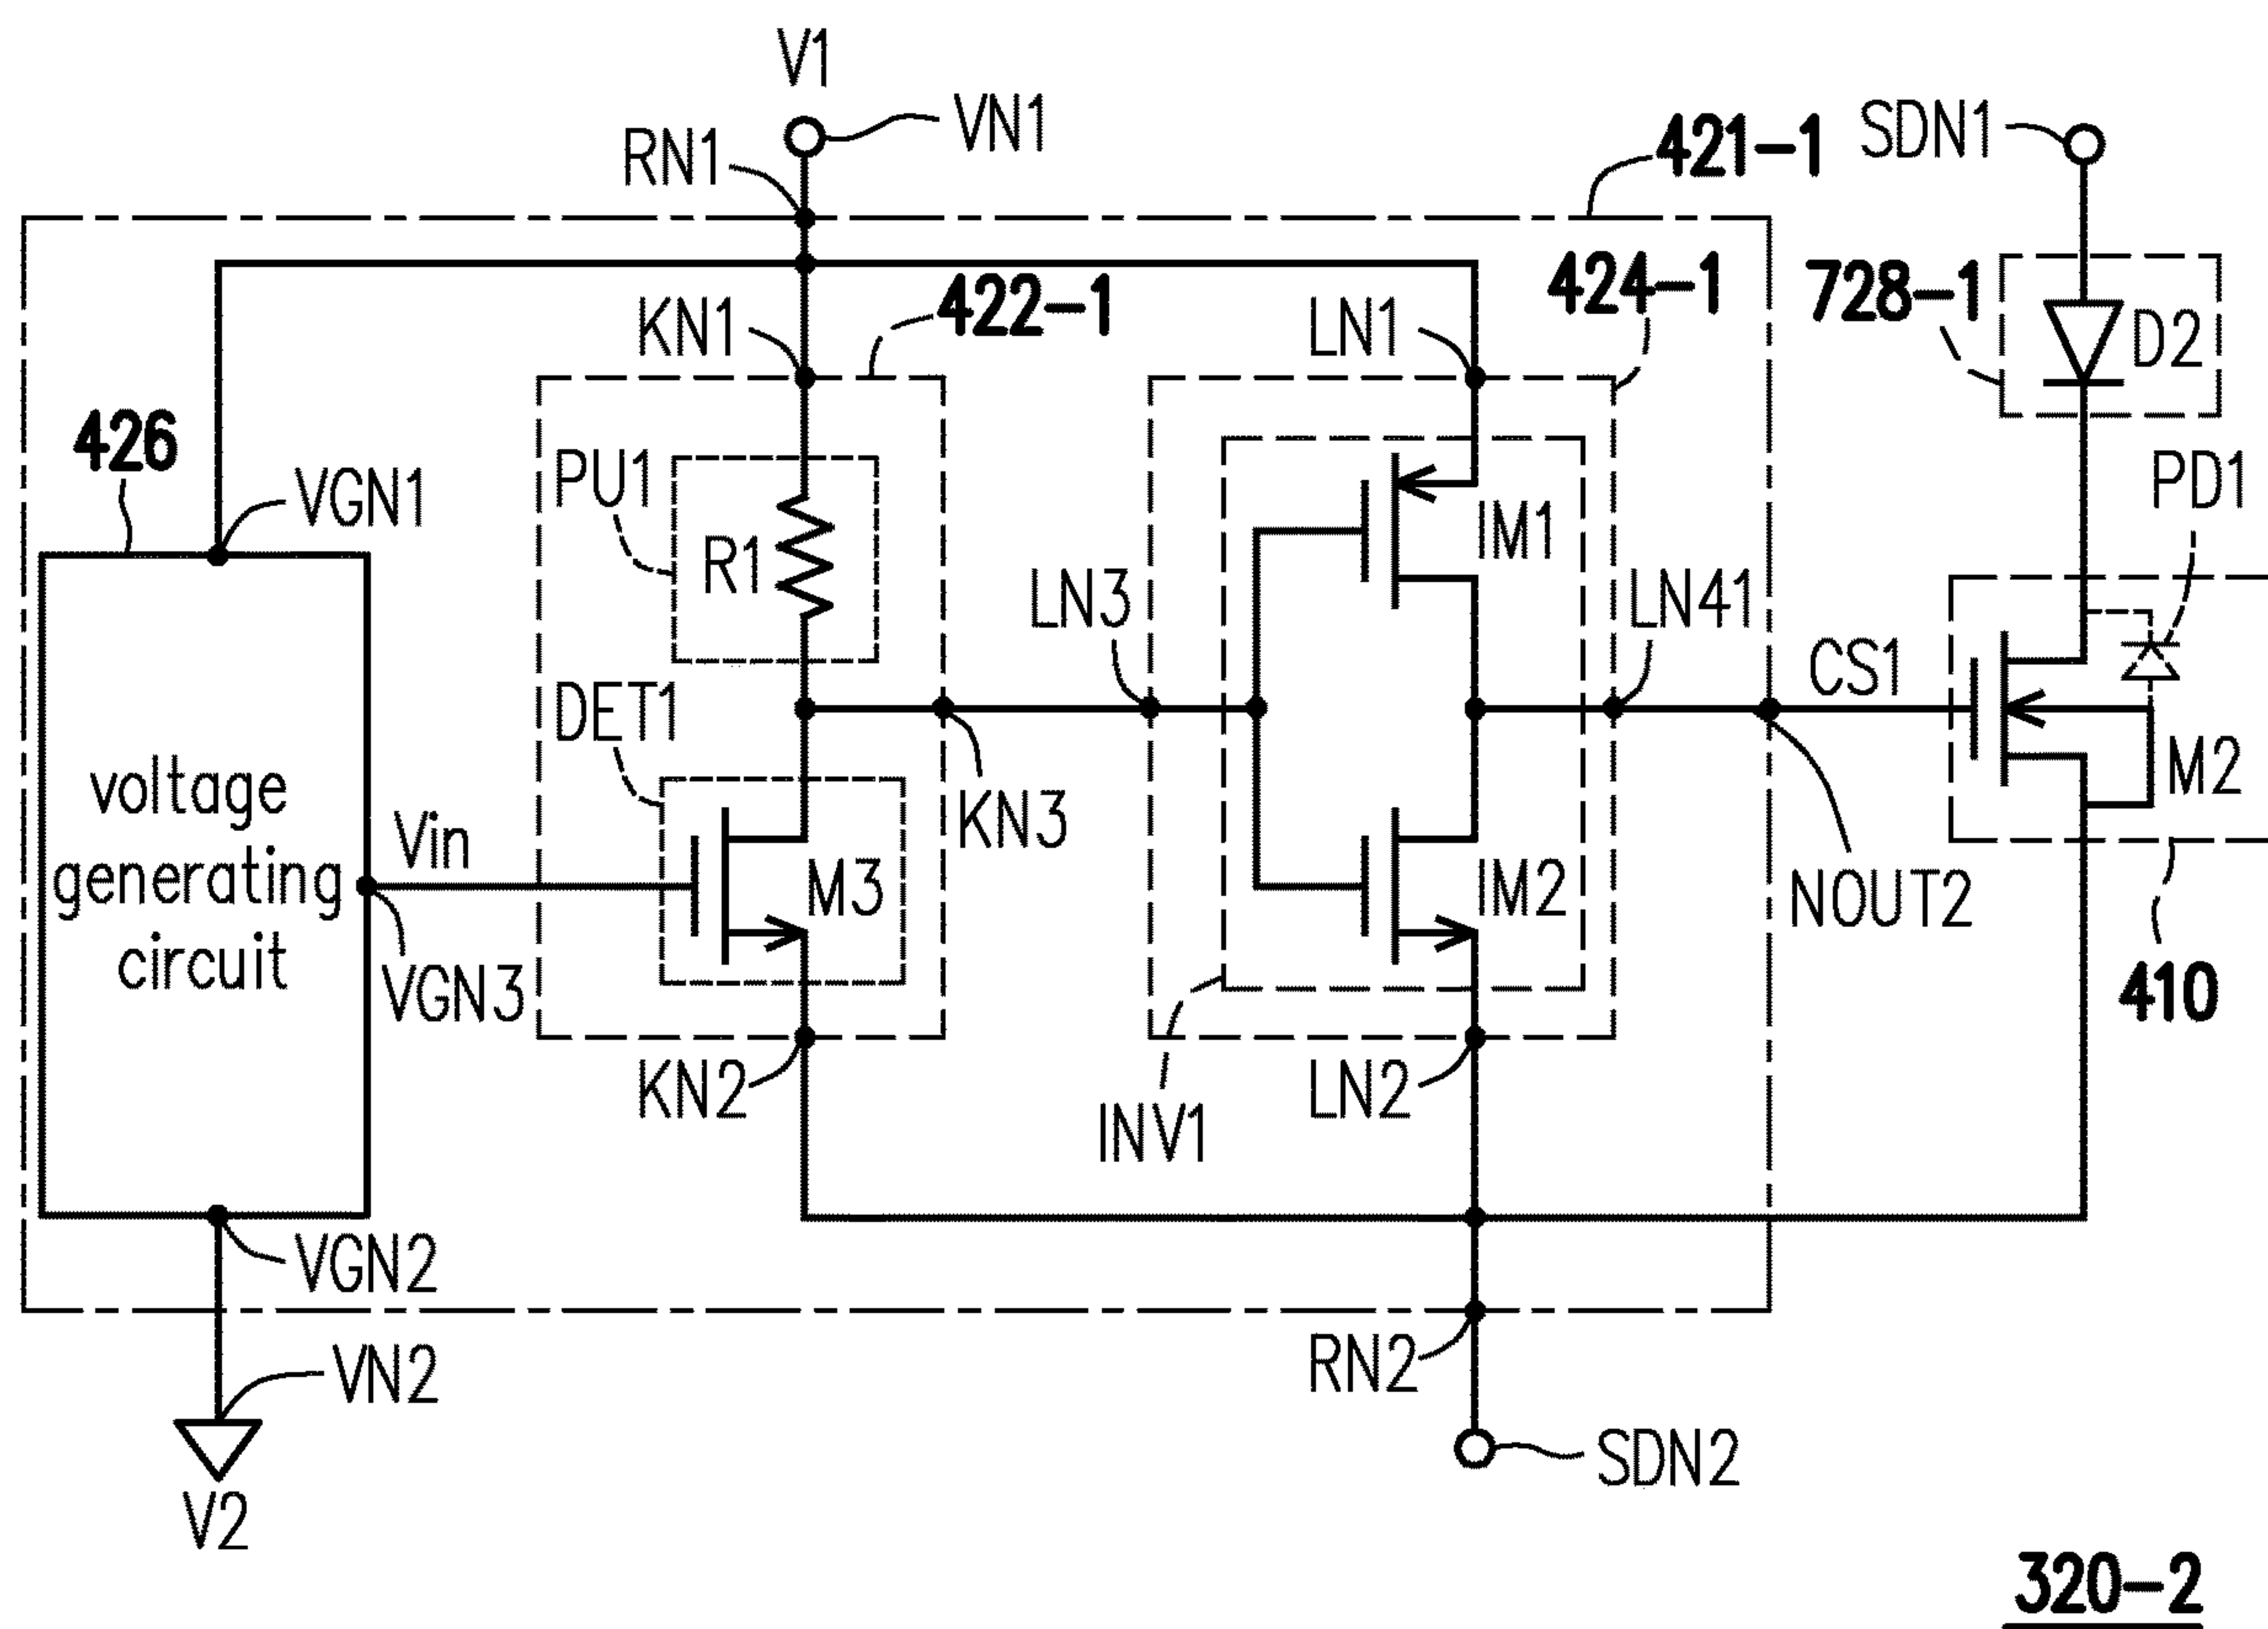 V1
VN1
RN1
421-1
SDN1
422-1
424-1
728-1
KN1
LN1
D2
426
VGN1
PU1
R1
IM1
PD1
LN3
LN41
CS1
DET1
M2
voltage
generating
circuit
Vin
VGN3
M3
KN3
IM2
NOUT2
410
KN2
LN2
INV1
VGN2
VN2
V2
RN2
SDN2
320-2